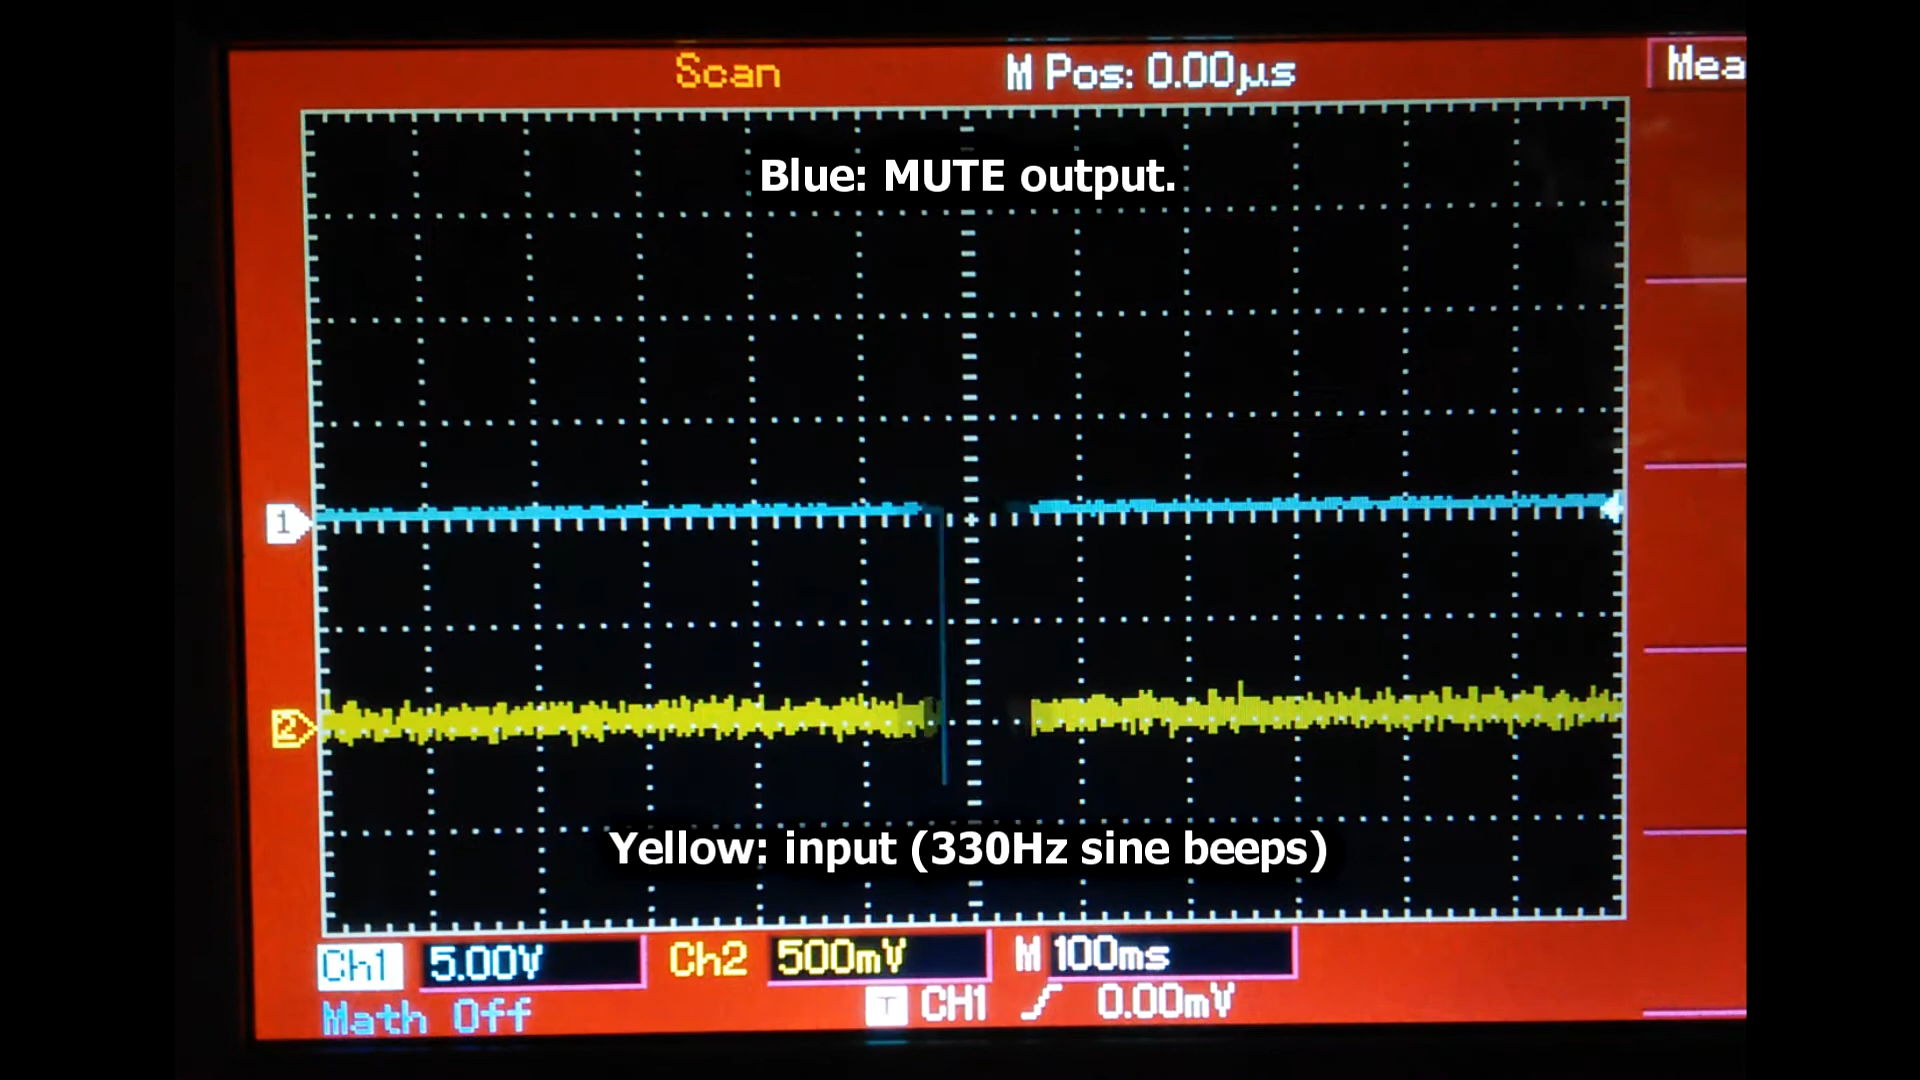 Scan
M Pos: 0.00µs
Mea
Blue: MUTE output.
1
2
Yellow: input (330Hz sine beeps)
Ch1 5.00V Ch2 500mV M 100ms
Math Off T CH1 0.00mV